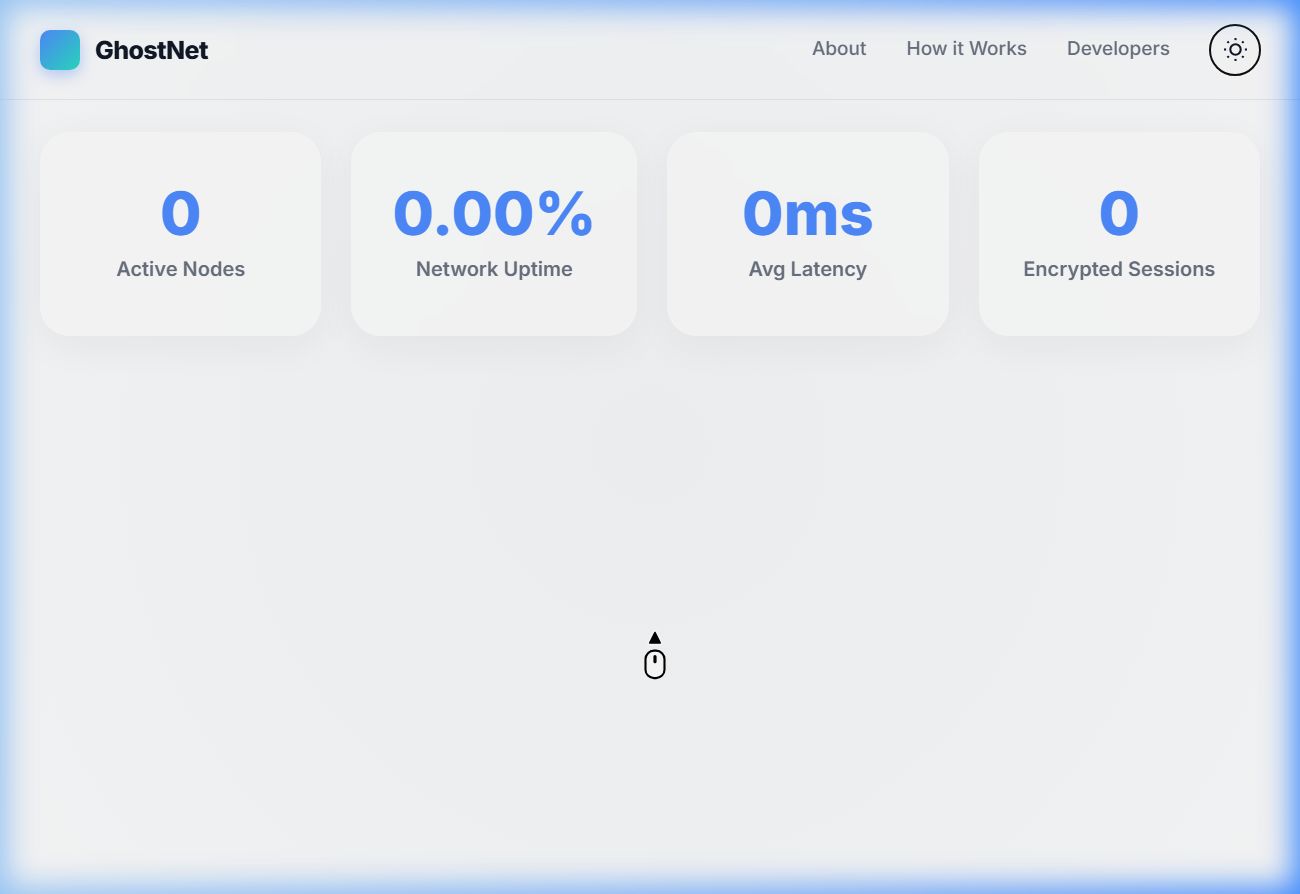 GhostNet
About
How it Works
Developers
0
Active Nodes
0.00%
Network Uptime
0ms
Avg Latency
0
Encrypted Sessions